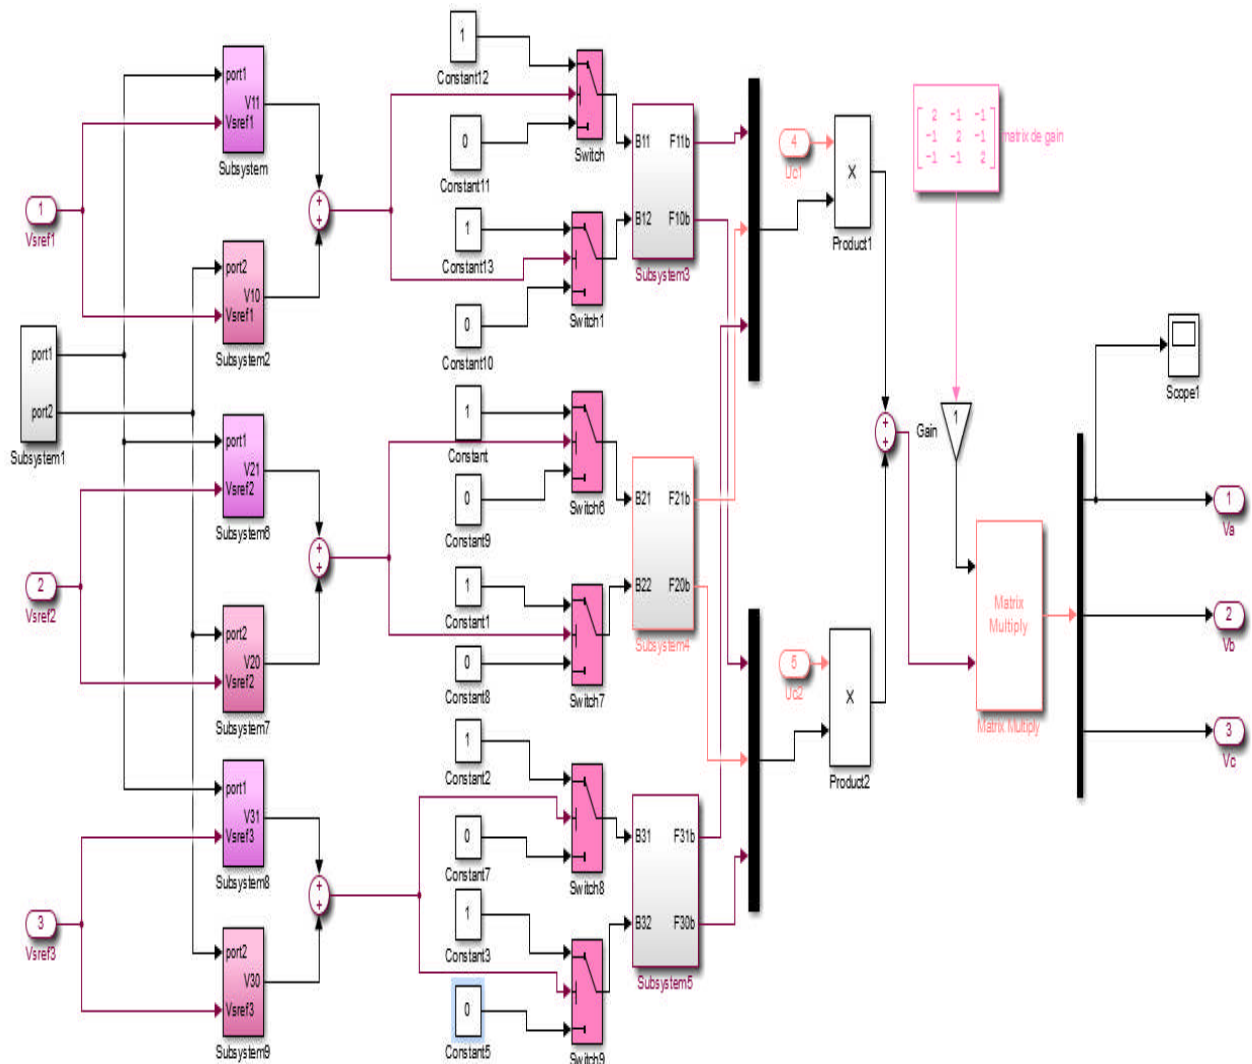 1
Vsref1
2
Vsref2
3
Vsref3
port1
port2
Subsystem1
port1
V11
Vsref1
Subsystem
port2
V10
Vsref1
Subsystem2
port1
V21
Vsref2
Subsystem6
port2
V20
Vsref2
Subsystem7
port1
V31
Vsref3
Subsystem8
port2
V30
Vsref3
Subsystem9
+
+
+
+
+
+
1
Constant12
0
Constant11
1
Constant13
0
Constant10
1
Constant
0
Constant9
1
Constant1
0
Constant8
1
Constant2
0
Constant7
1
Constant3
0
Constant5
Switch
Switch1
Switch6
Switch7
Switch8
Switch9
B11 F11b
B12 F10b
Subsystem3
B21 F21b
B22 F20b
Subsystem4
B31 F31b
B32 F30b
Subsystem5
4
Uc1
5
Uc2
X
Product1
X
Product2
+
+
2 -1 -1
-1 2 -1
-1 -1 2
matrix de gain
1
Gain
Matrix
Multiply
Matrix Multiply
Scope1
1
Va
2
Vb
3
Vc